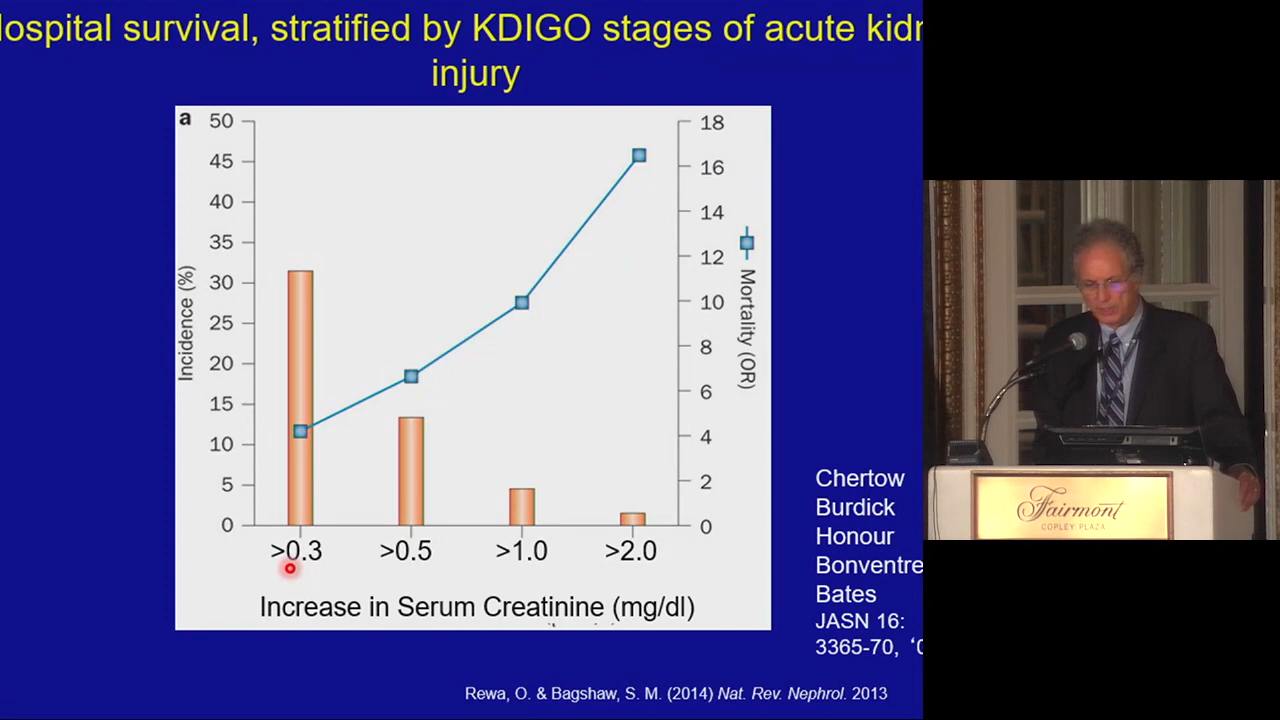 ospital survival, stratified by KDIGO stages of acute kidn
injury
a
50
45
40
35
30
25
20
15
10
5
0
Incidence (%)
18
16
14
12
10
8
6
4
2
0
Mortality (OR)
>0.3 >0.5 >1.0 >2.0
Increase in Serum Creatinine (mg/dl)
Chertow
Burdick
Honour
Bonventre
Bates
JASN 16:
3365-70, ‘0
Rewa, O. & Bagshaw, S. M. (2014) Nat. Rev. Nephrol. 2013
Fairmont
COPLEY PLAZA